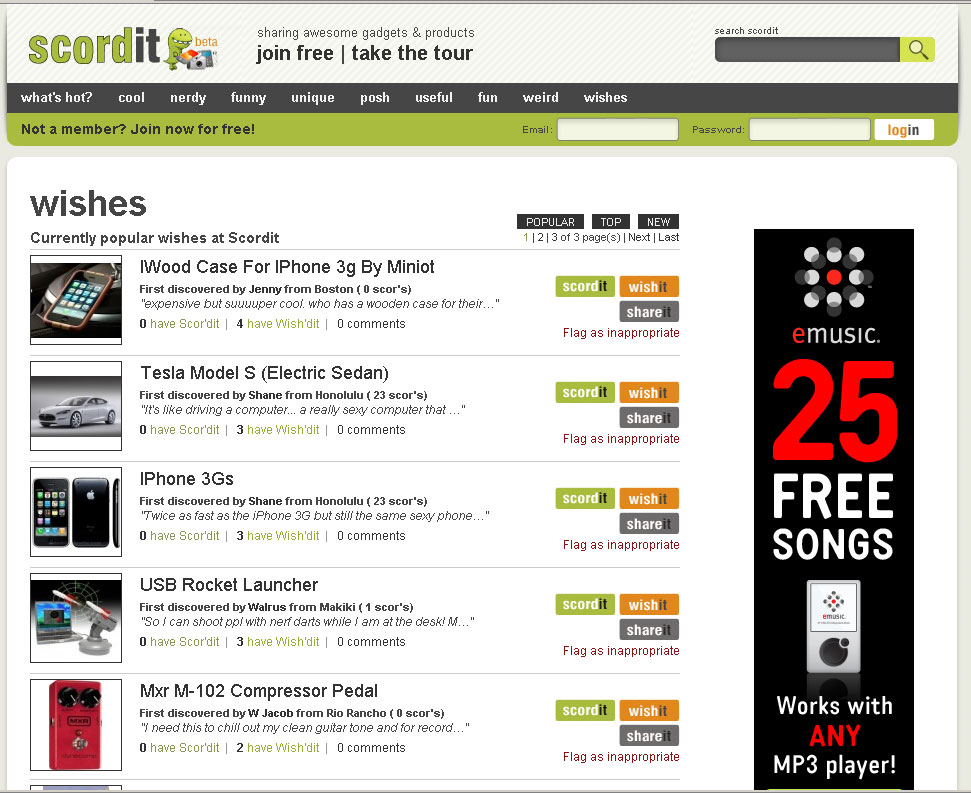 scordit beta
sharing awesome gadgets & products
join free | take the tour
search scordit
what's hot? cool nerdy funny unique posh useful fun weird wishes
Not a member? Join now for free!
Email: Password: login
wishes
POPULAR TOP NEW
Currently popular wishes at Scordit
1 | 2 | 3 of 3 page(s) | Next | Last
IWood Case For IPhone 3g By Miniot
First discovered by Jenny from Boston ( 0 scor's)
"expensive but suuuuper cool. who has a wooden case for their…"
0 have Scor'dit | 4 have Wish'dit | 0 comments
scordit wishit
shareit
Flag as inappropriate
Tesla Model S (Electric Sedan)
First discovered by Shane from Honolulu ( 23 scor's)
"It's like driving a computer... a really sexy computer that …"
0 have Scor'dit | 3 have Wish'dit | 0 comments
scordit wishit
shareit
Flag as inappropriate
IPhone 3Gs
First discovered by Shane from Honolulu ( 23 scor's)
"Twice as fast as the iPhone 3G but still the same sexy phone…"
0 have Scor'dit | 3 have Wish'dit | 0 comments
scordit wishit
shareit
Flag as inappropriate
USB Rocket Launcher
First discovered by Walrus from Makiki ( 1 scor's)
"So I can shoot ppl with nerf darts while I am at the desk! M…"
0 have Scor'dit | 3 have Wish'dit | 0 comments
scordit wishit
shareit
Flag as inappropriate
MXR
Mxr M-102 Compressor Pedal
First discovered by W Jacob from Rio Rancho ( 0 scor's)
"I need this to chill out my clean guitar tone and for record…"
0 have Scor'dit | 2 have Wish'dit | 0 comments
scordit wishit
shareit
Flag as inappropriate
emusic.
25
FREE
SONGS
emusic.
Works with
ANY
MP3 player!